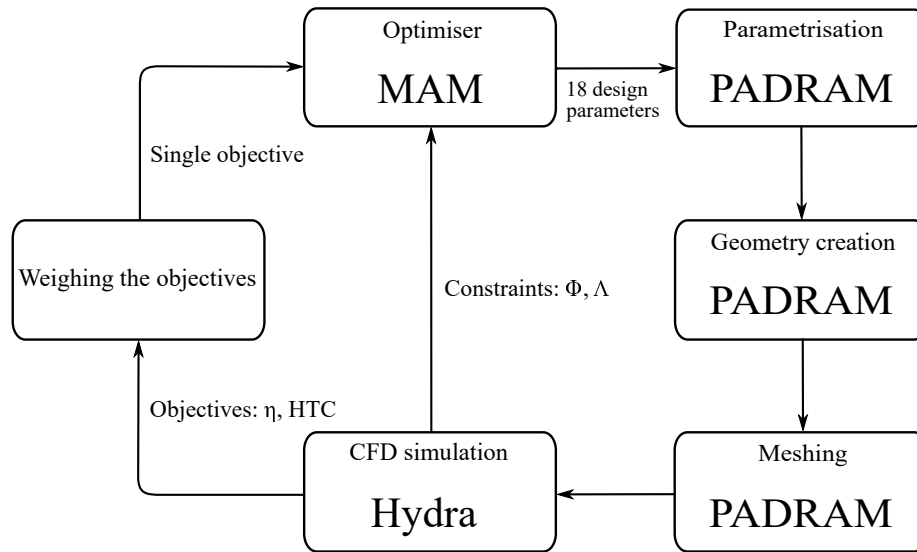 Optimiser
MAM
18 design
parameters
Parametrisation
PADRAM
Single objective
Weighing the objectives
Geometry creation
PADRAM
Constraints: Φ, Λ
Objectives: η, HTC
CFD simulation
Hydra
Meshing
PADRAM